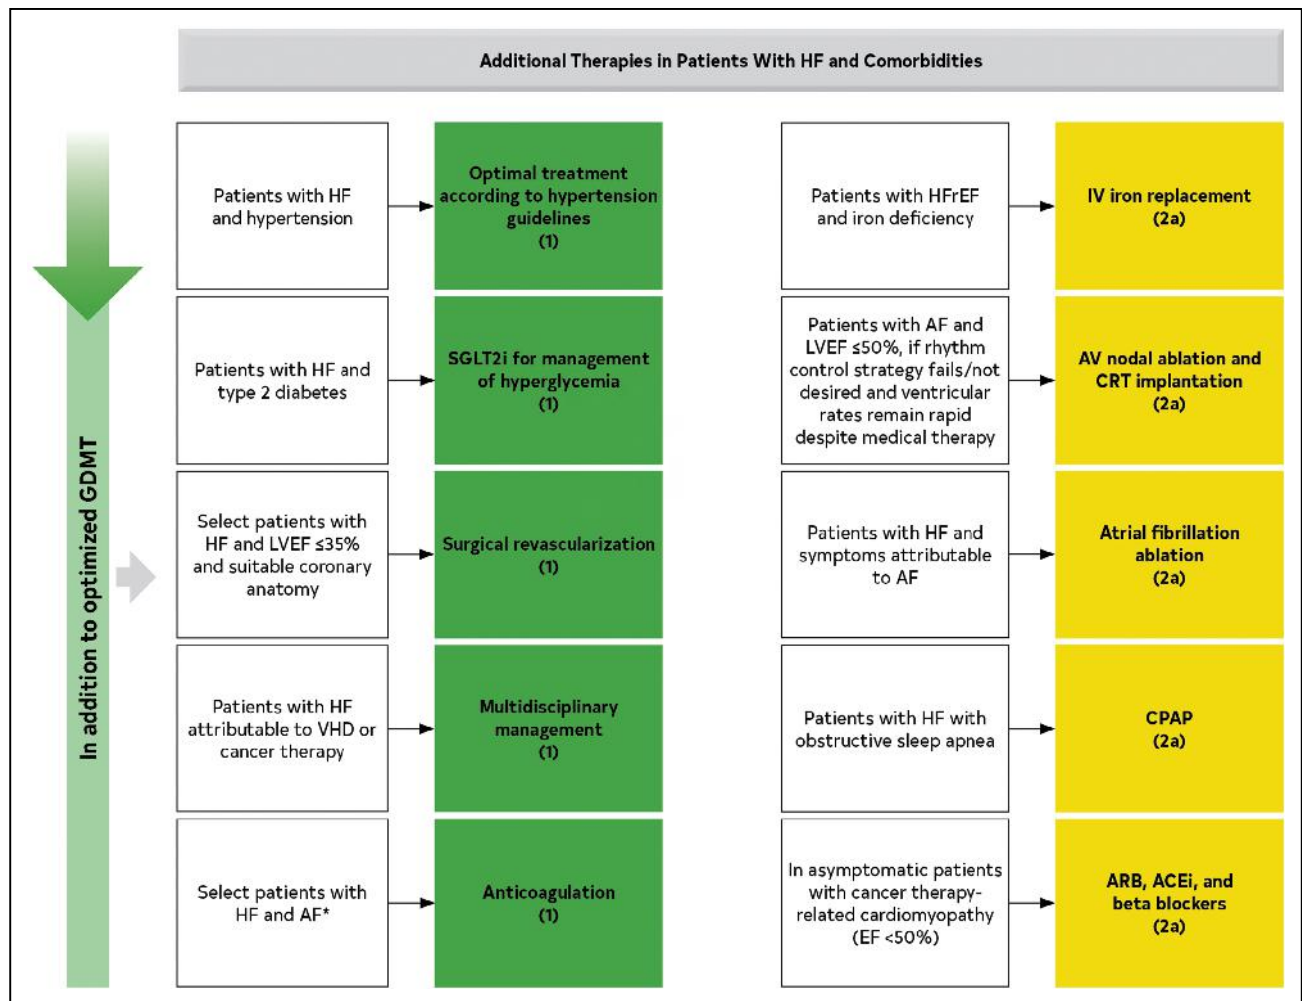 Additional Therapies in Patients With HF and Comorbidities
In addition to optimized GDMT
Patients with HF
and hypertension
Optimal treatment
according to hypertension
guidelines
(1)
Patients with HFrEF
and iron deficiency
IV iron replacement
(2a)
Patients with HF and
type 2 diabetes
SGLT2i for management
of hyperglycemia
(1)
Patients with AF and
LVEF ≤50%, if rhythm
control strategy fails/not
desired and ventricular
rates remain rapid
despite medical therapy
AV nodal ablation and
CRT implantation
(2a)
Select patients with
HF and LVEF ≤35%
and suitable coronary
anatomy
Surgical revascularization
(1)
Patients with HF and
symptoms attributable
to AF
Atrial fibrillation
ablation
(2a)
Patients with HF
attributable to VHD or
cancer therapy
Multidisciplinary
management
(1)
Patients with HF with
obstructive sleep apnea
CPAP
(2a)
Select patients with
HF and AF*
Anticoagulation
(1)
In asymptomatic patients
with cancer therapy-
related cardiomyopathy
(EF <50%)
ARB, ACEi, and
beta blockers
(2a)